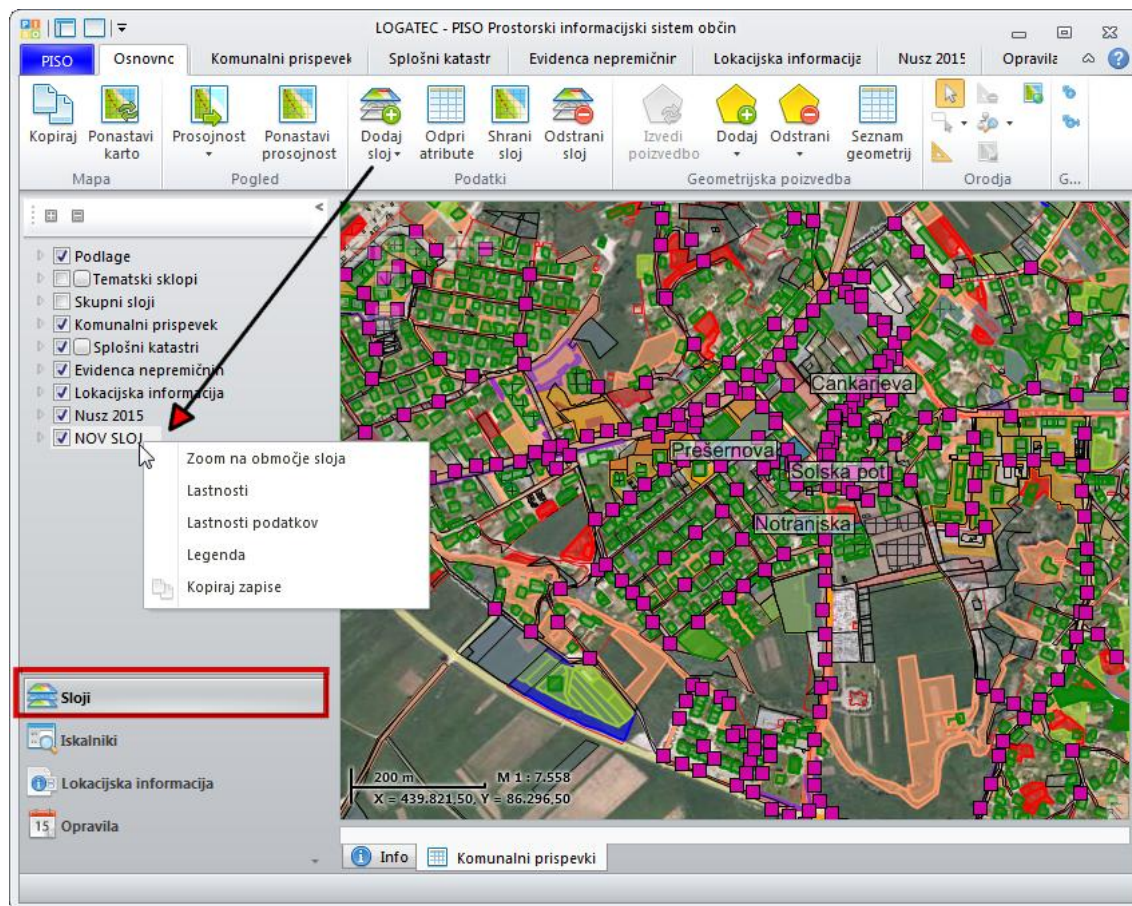 LOGATEC - PISO Prostorski informacijski sistem občin
PISO Osnovno Komunalni prispevek Splošni katastr Evidenca nepremičnir Lokacijska informacija Nusz 2015 Opravila
Kopiraj Ponastavi karto Prosojnost Ponastavi prosojnost Dodaj sloj Odpri atribute Shrani sloj Odstrani sloj Izvedi poizvedbo Dodaj Odstrani Seznam geometrij
Mapa Pogled Podatki Geometrijska poizvedba Orodja G...
Podlage
Tematski sklopi
Skupni sloji
Komunalni prispevek
Splošni katastri
Evidenca nepremičnin
Lokacijska informacija
Nusz 2015
NOV SLOJ
Zoom na območje sloja
Lastnosti
Lastnosti podatkov
Legenda
Kopiraj zapise
Cankarjeva
Prešernova
Šolska pot
Notranjska
200 m M 1 : 7.558
X = 439.821,50, Y = 86.296,50
Sloji
Iskalniki
Lokacijska informacija
15 Opravila
Info Komunalni prispevki